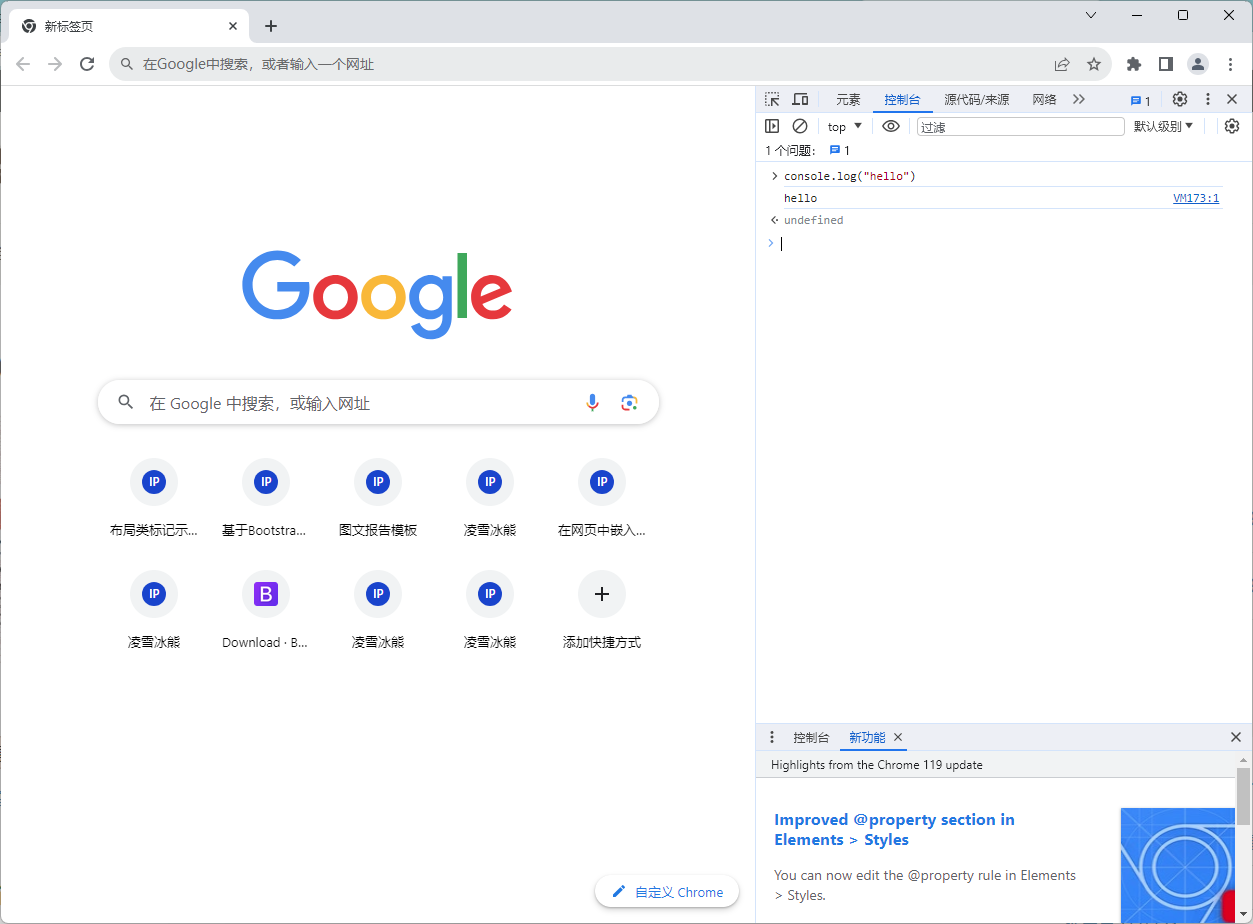 新标签页
在Google中搜索，或者输入一个网址
Google
在 Google 中搜索，或输入网址
IP IP IP IP IP
布局类标记示... 基于Bootstra... 图文报告模板 凌雪冰熊 在网页中嵌入...
IP B IP IP
凌雪冰熊 Download · B... 凌雪冰熊 凌雪冰熊 添加快捷方式
自定义 Chrome
元素 控制台 源代码/来源 网络 1
top 过滤 默认级别
1 个问题： 1
console.log("hello")
hello VM173:1
undefined
控制台 新功能
Highlights from the Chrome 119 update
Improved @property section in
Elements > Styles
You can now edit the @property rule in Elements
> Styles.